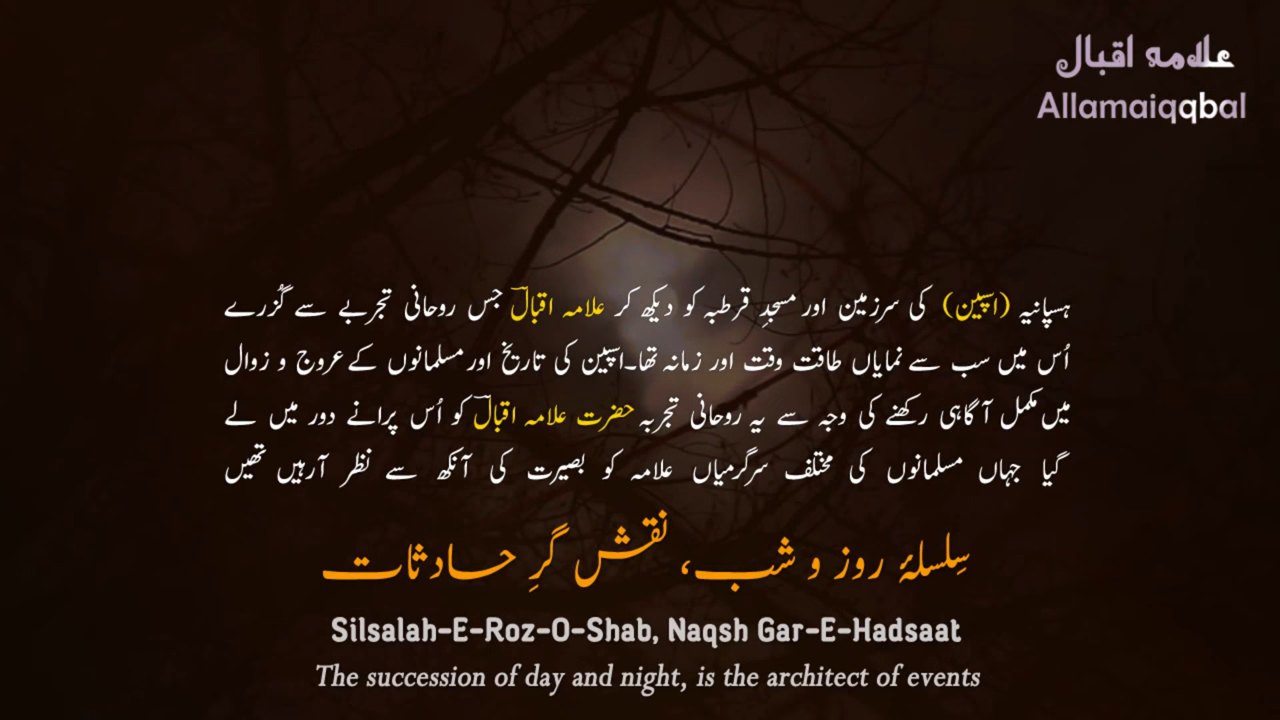 علامہ اقبال
Allamaiqqbal
ہسپانیہ (اسپین) کی سرزمین اور مسجدِ قرطبہ کو دیکھ کر علامہ اقبالؒ جس روحانی تجربے سے گُزرے
اُس میں سب سے نمایاں طاقت وقت اور زمانہ تھا۔اسپین کی تاریخ اور مسلمانوں کے عروج و زوال
میں مکمل آگاہی رکھنے کی وجہ سے یہ روحانی تجربہ حضرت علامہ اقبالؒ کو اُس پرانے دور میں لے
گیا جہاں مسلمانوں کی مختلف سرگرمیاں علامہ کو بصیرت کی آنکھ سے نظر آرہیں تھیں
سِلسلۂ روز و شب، نقش گرِ حادثات
Silsalah-E-Roz-O-Shab, Naqsh Gar-E-Hadsaat
The succession of day and night, is the architect of events